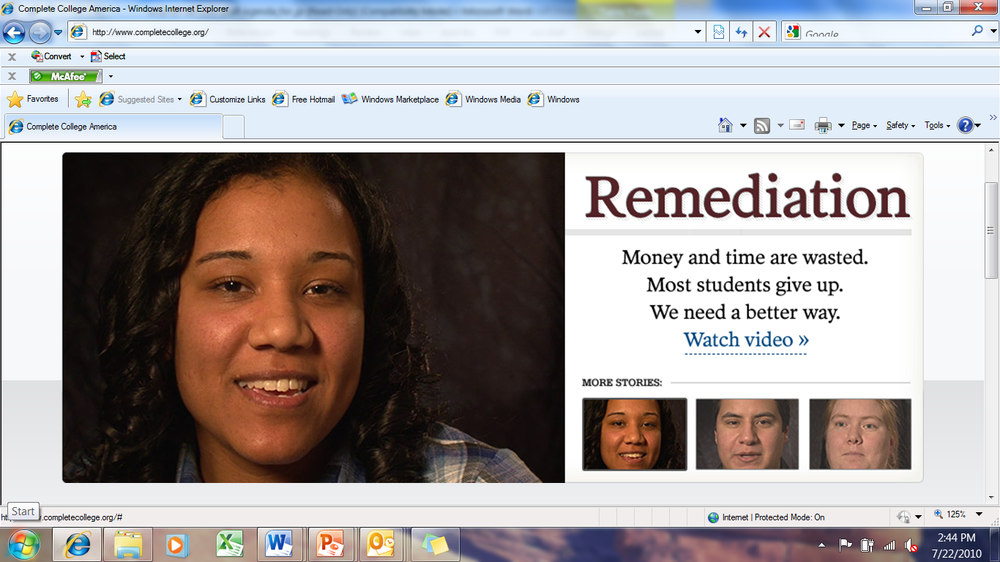 Complete College America - Windows Internet Explorer
http://www.completecollege.org/
Google
x Convert Select
x McAfee
Favorites Suggested Sites Customize Links Free Hotmail Windows Marketplace Windows Media Windows
Complete College America
Page Safety Tools
Remediation
Money and time are wasted.
Most students give up.
We need a better way.
Watch video »
MORE STORIES:
Start
.completecollege.org/#
Internet | Protected Mode: On
125%
2:44 PM
7/22/2010